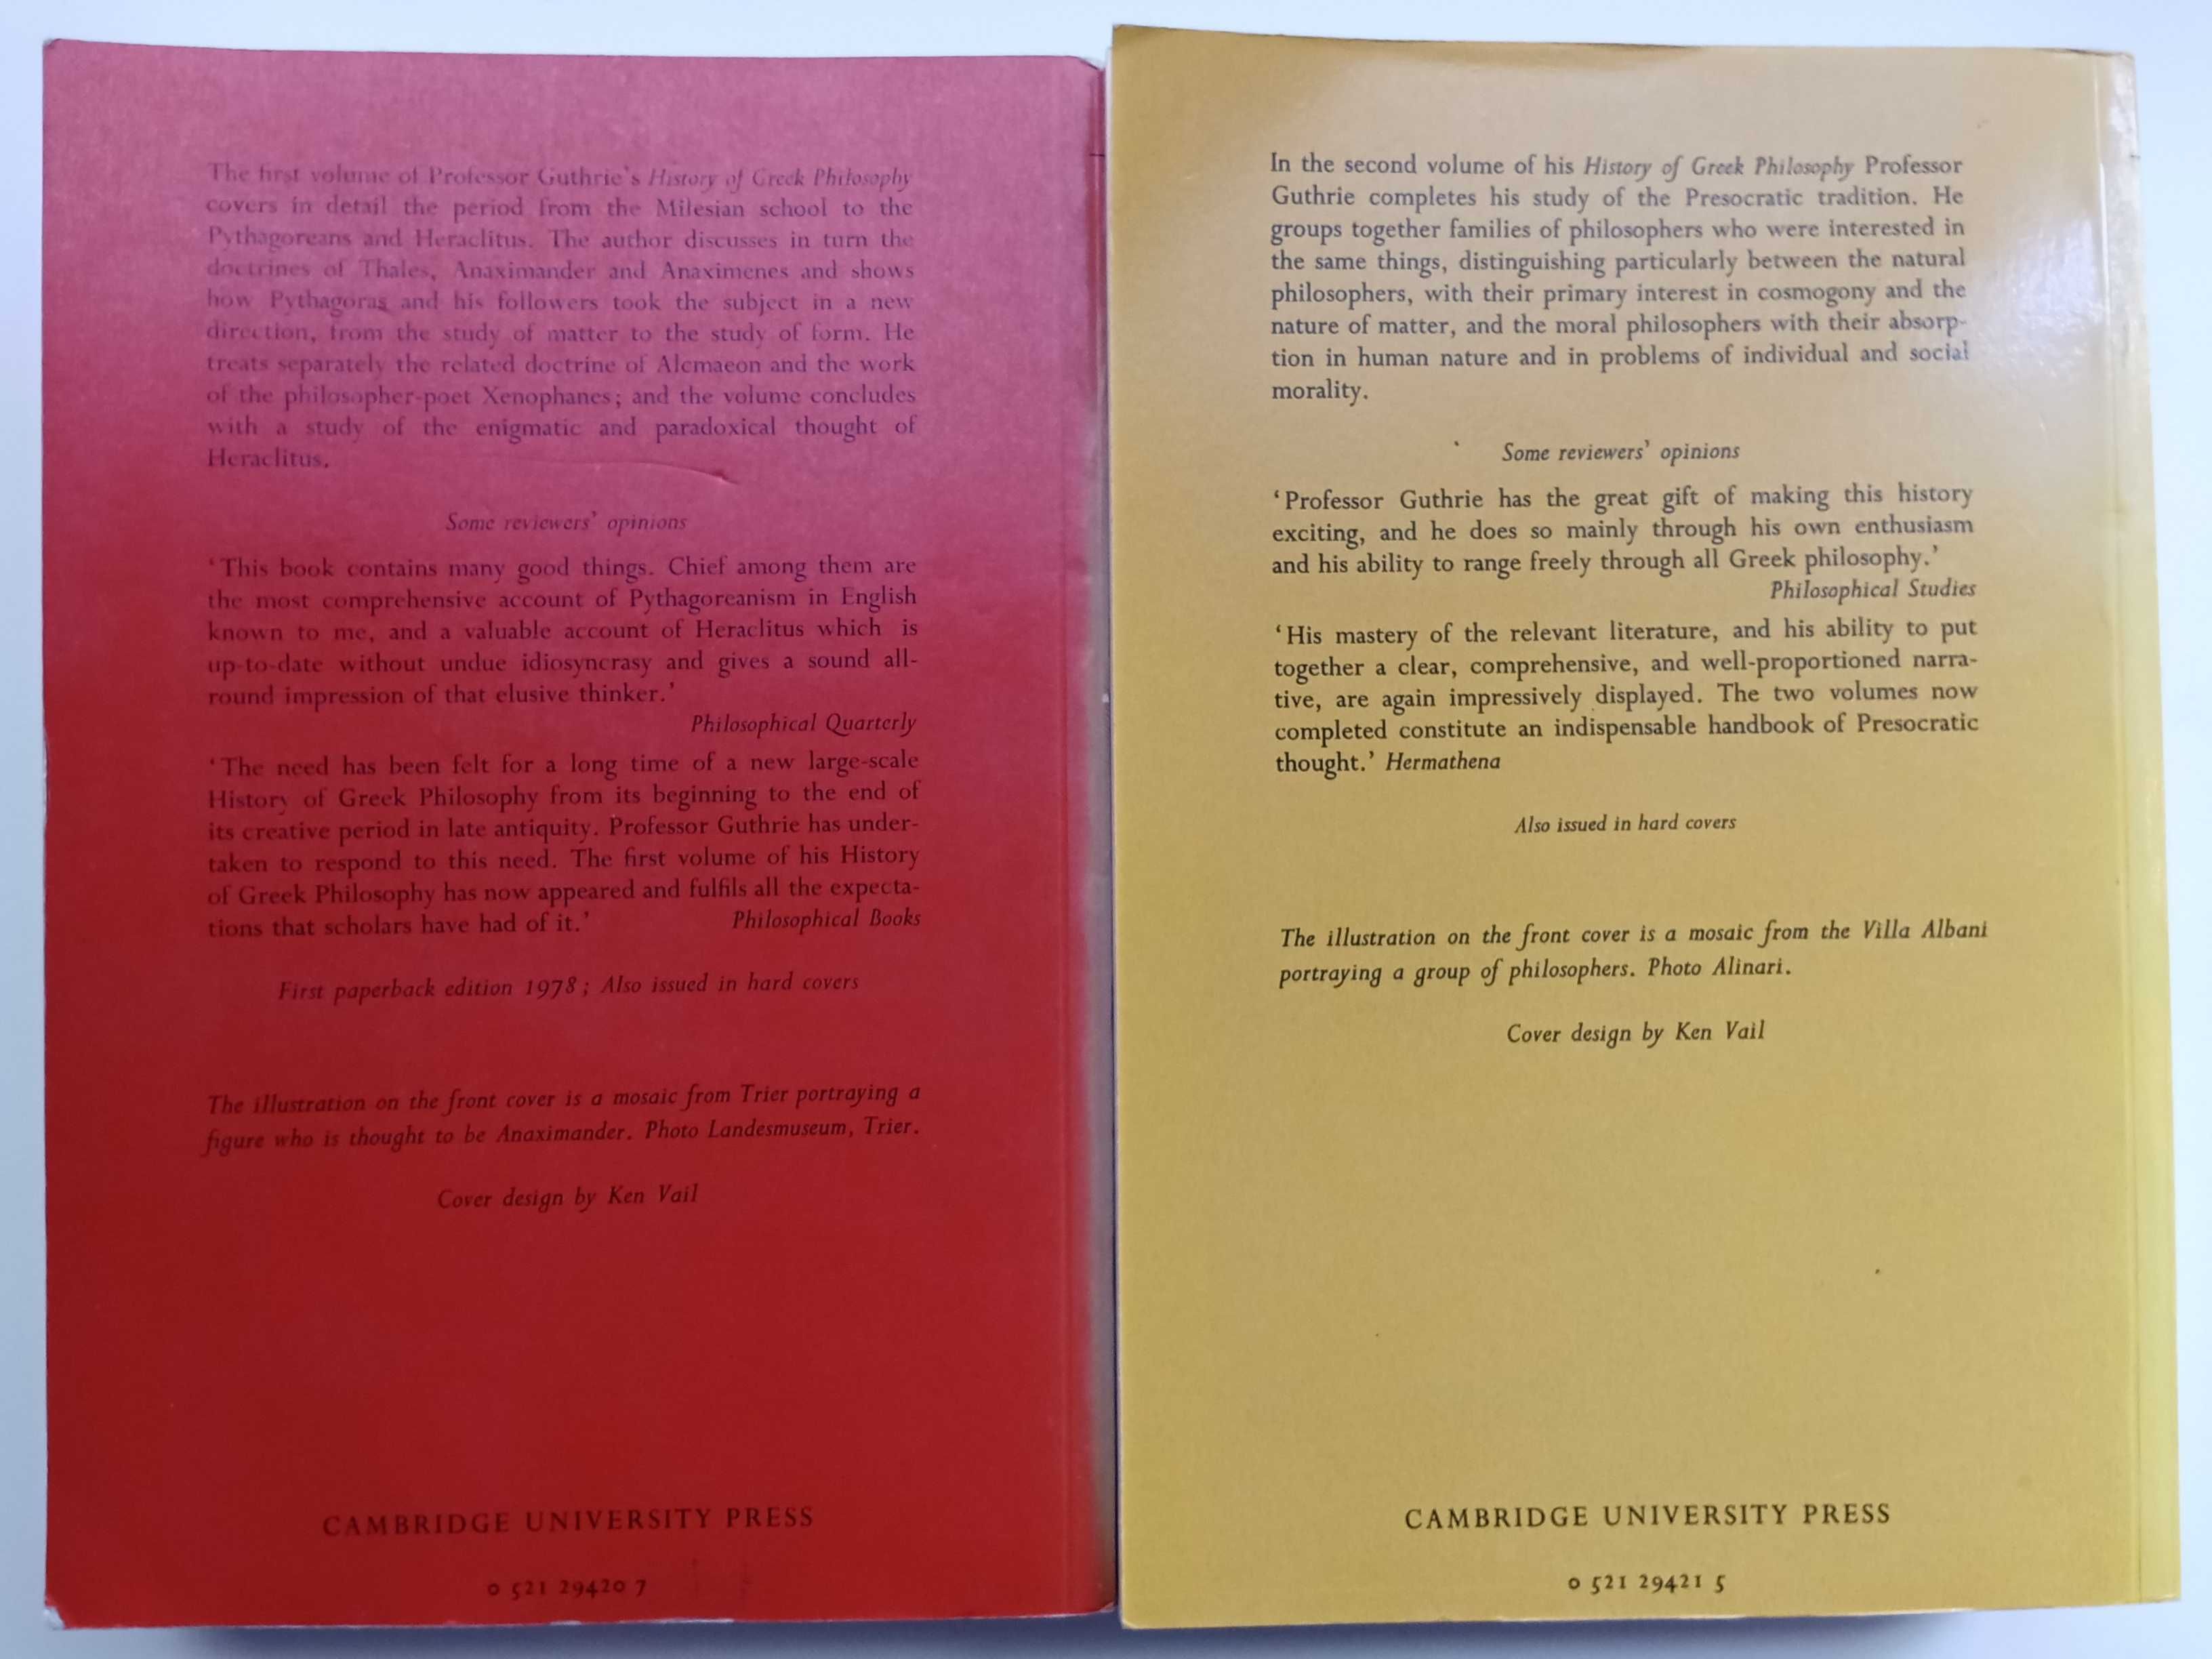 The first volume of Professor Guthrie's History of Greek Philosophy
covers in detail the period from the Milesian school to the
Pythagoreans and Heraclitus. The author discusses in turn the
doctrines of Thales, Anaximander and Anaximenes and shows
how Pythagoras and his followers took the subject in a new
direction, from the study of matter to the study of form. He
treats separately the related doctrine of Alcmaeon and the work
of the philosopher-poet Xenophanes; and the volume concludes
with a study of the enigmatic and paradoxical thought of
Heraclitus.
Some reviewers' opinions
'This book contains many good things. Chief among them are
the most comprehensive account of Pythagoreanism in English
known to me, and a valuable account of Heraclitus which is
up-to-date without undue idiosyncrasy and gives a sound all-
round impression of that elusive thinker.'
Philosophical Quarterly
'The need has been felt for a long time of a new large-scale
History of Greek Philosophy from its beginning to the end of
its creative period in late antiquity. Professor Guthrie has under-
taken to respond to this need. The first volume of his History
of Greek Philosophy has now appeared and fulfils all the expecta-
tions that scholars have had of it.' Philosophical Books
First paperback edition 1978; Also issued in hard covers
The illustration on the front cover is a mosaic from Trier portraying a
figure who is thought to be Anaximander. Photo Landesmuseum, Trier.
Cover design by Ken Vail
CAMBRIDGE UNIVERSITY PRESS
0 521 29420 7
In the second volume of his History of Greek Philosophy Professor
Guthrie completes his study of the Presocratic tradition. He
groups together families of philosophers who were interested in
the same things, distinguishing particularly between the natural
philosophers, with their primary interest in cosmogony and the
nature of matter, and the moral philosophers with their absorp-
tion in human nature and in problems of individual and social
morality.
Some reviewers' opinions
'Professor Guthrie has the great gift of making this history
exciting, and he does so mainly through his own enthusiasm
and his ability to range freely through all Greek philosophy.'
Philosophical Studies
'His mastery of the relevant literature, and his ability to put
together a clear, comprehensive, and well-proportioned narra-
tive, are again impressively displayed. The two volumes now
completed constitute an indispensable handbook of Presocratic
thought.' Hermathena
Also issued in hard covers
The illustration on the front cover is a mosaic from the Villa Albani
portraying a group of philosophers. Photo Alinari.
Cover design by Ken Vail
CAMBRIDGE UNIVERSITY PRESS
0 521 29421 5